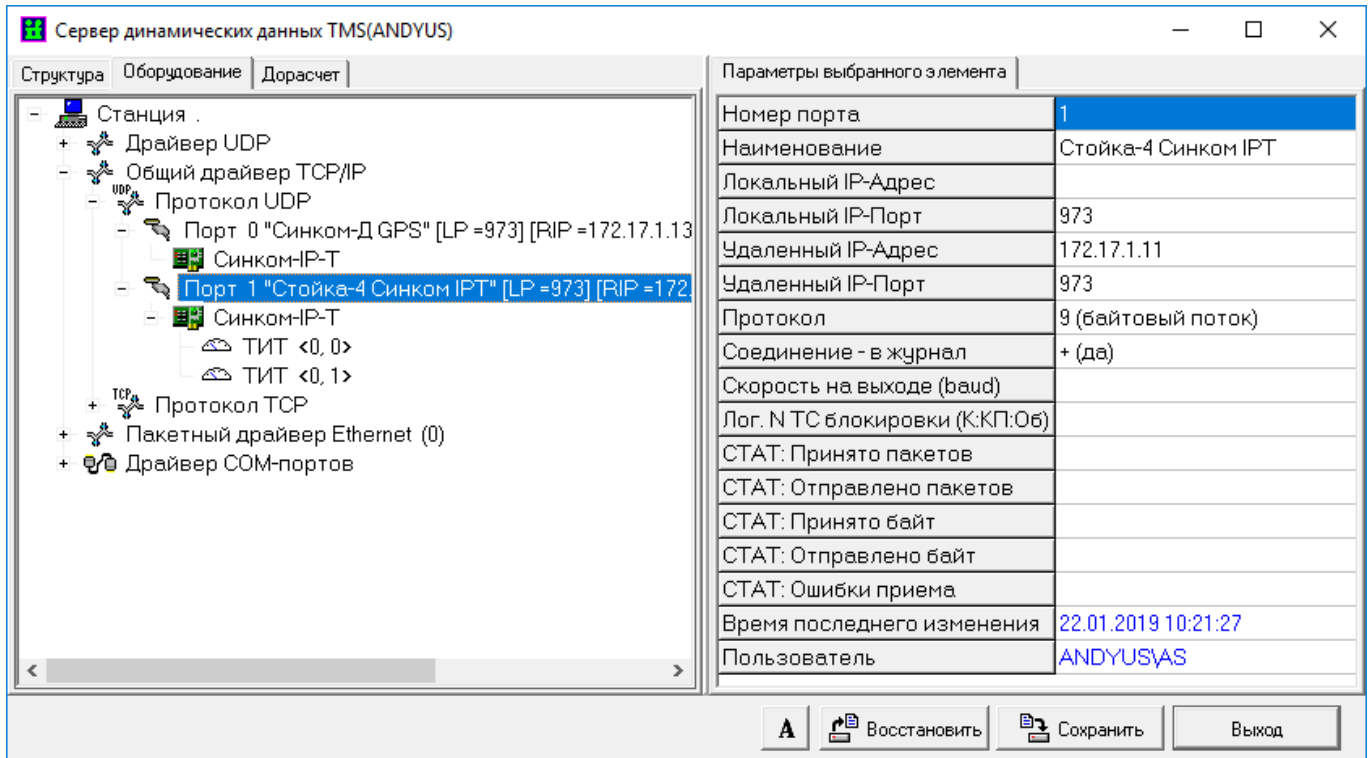 Сервер динамических данных TMS(ANDYUS)
Структура Оборудование Дорасчет
Станция .
Драйвер UDP
Общий драйвер TCP/IP
UDP Протокол UDP
Порт 0 "Синком-Д GPS" [LP =973] [RIP =172.17.1.13
Синком-IP-Т
Порт 1 "Стойка-4 Синком IPT" [LP =973] [RIP =172.
Синком-IP-Т
ТИТ <0, 0>
ТИТ <0, 1>
TCP Протокол TCP
Пакетный драйвер Ethernet (0)
Драйвер COM-портов
Параметры выбранного элемента
Номер порта 1
Наименование Стойка-4 Синком IPT
Локальный IP-Адрес
Локальный IP-Порт 973
Удаленный IP-Адрес 172.17.1.11
Удаленный IP-Порт 973
Протокол 9 (байтовый поток)
Соединение - в журнал + (да)
Скорость на выходе (baud)
Лог. N ТС блокировки (К:КП:Об)
СТАТ: Принято пакетов
СТАТ: Отправлено пакетов
СТАТ: Принято байт
СТАТ: Отправлено байт
СТАТ: Ошибки приема
Время последнего изменения 22.01.2019 10:21:27
Пользователь ANDYUS\AS
A Восстановить Сохранить Выход